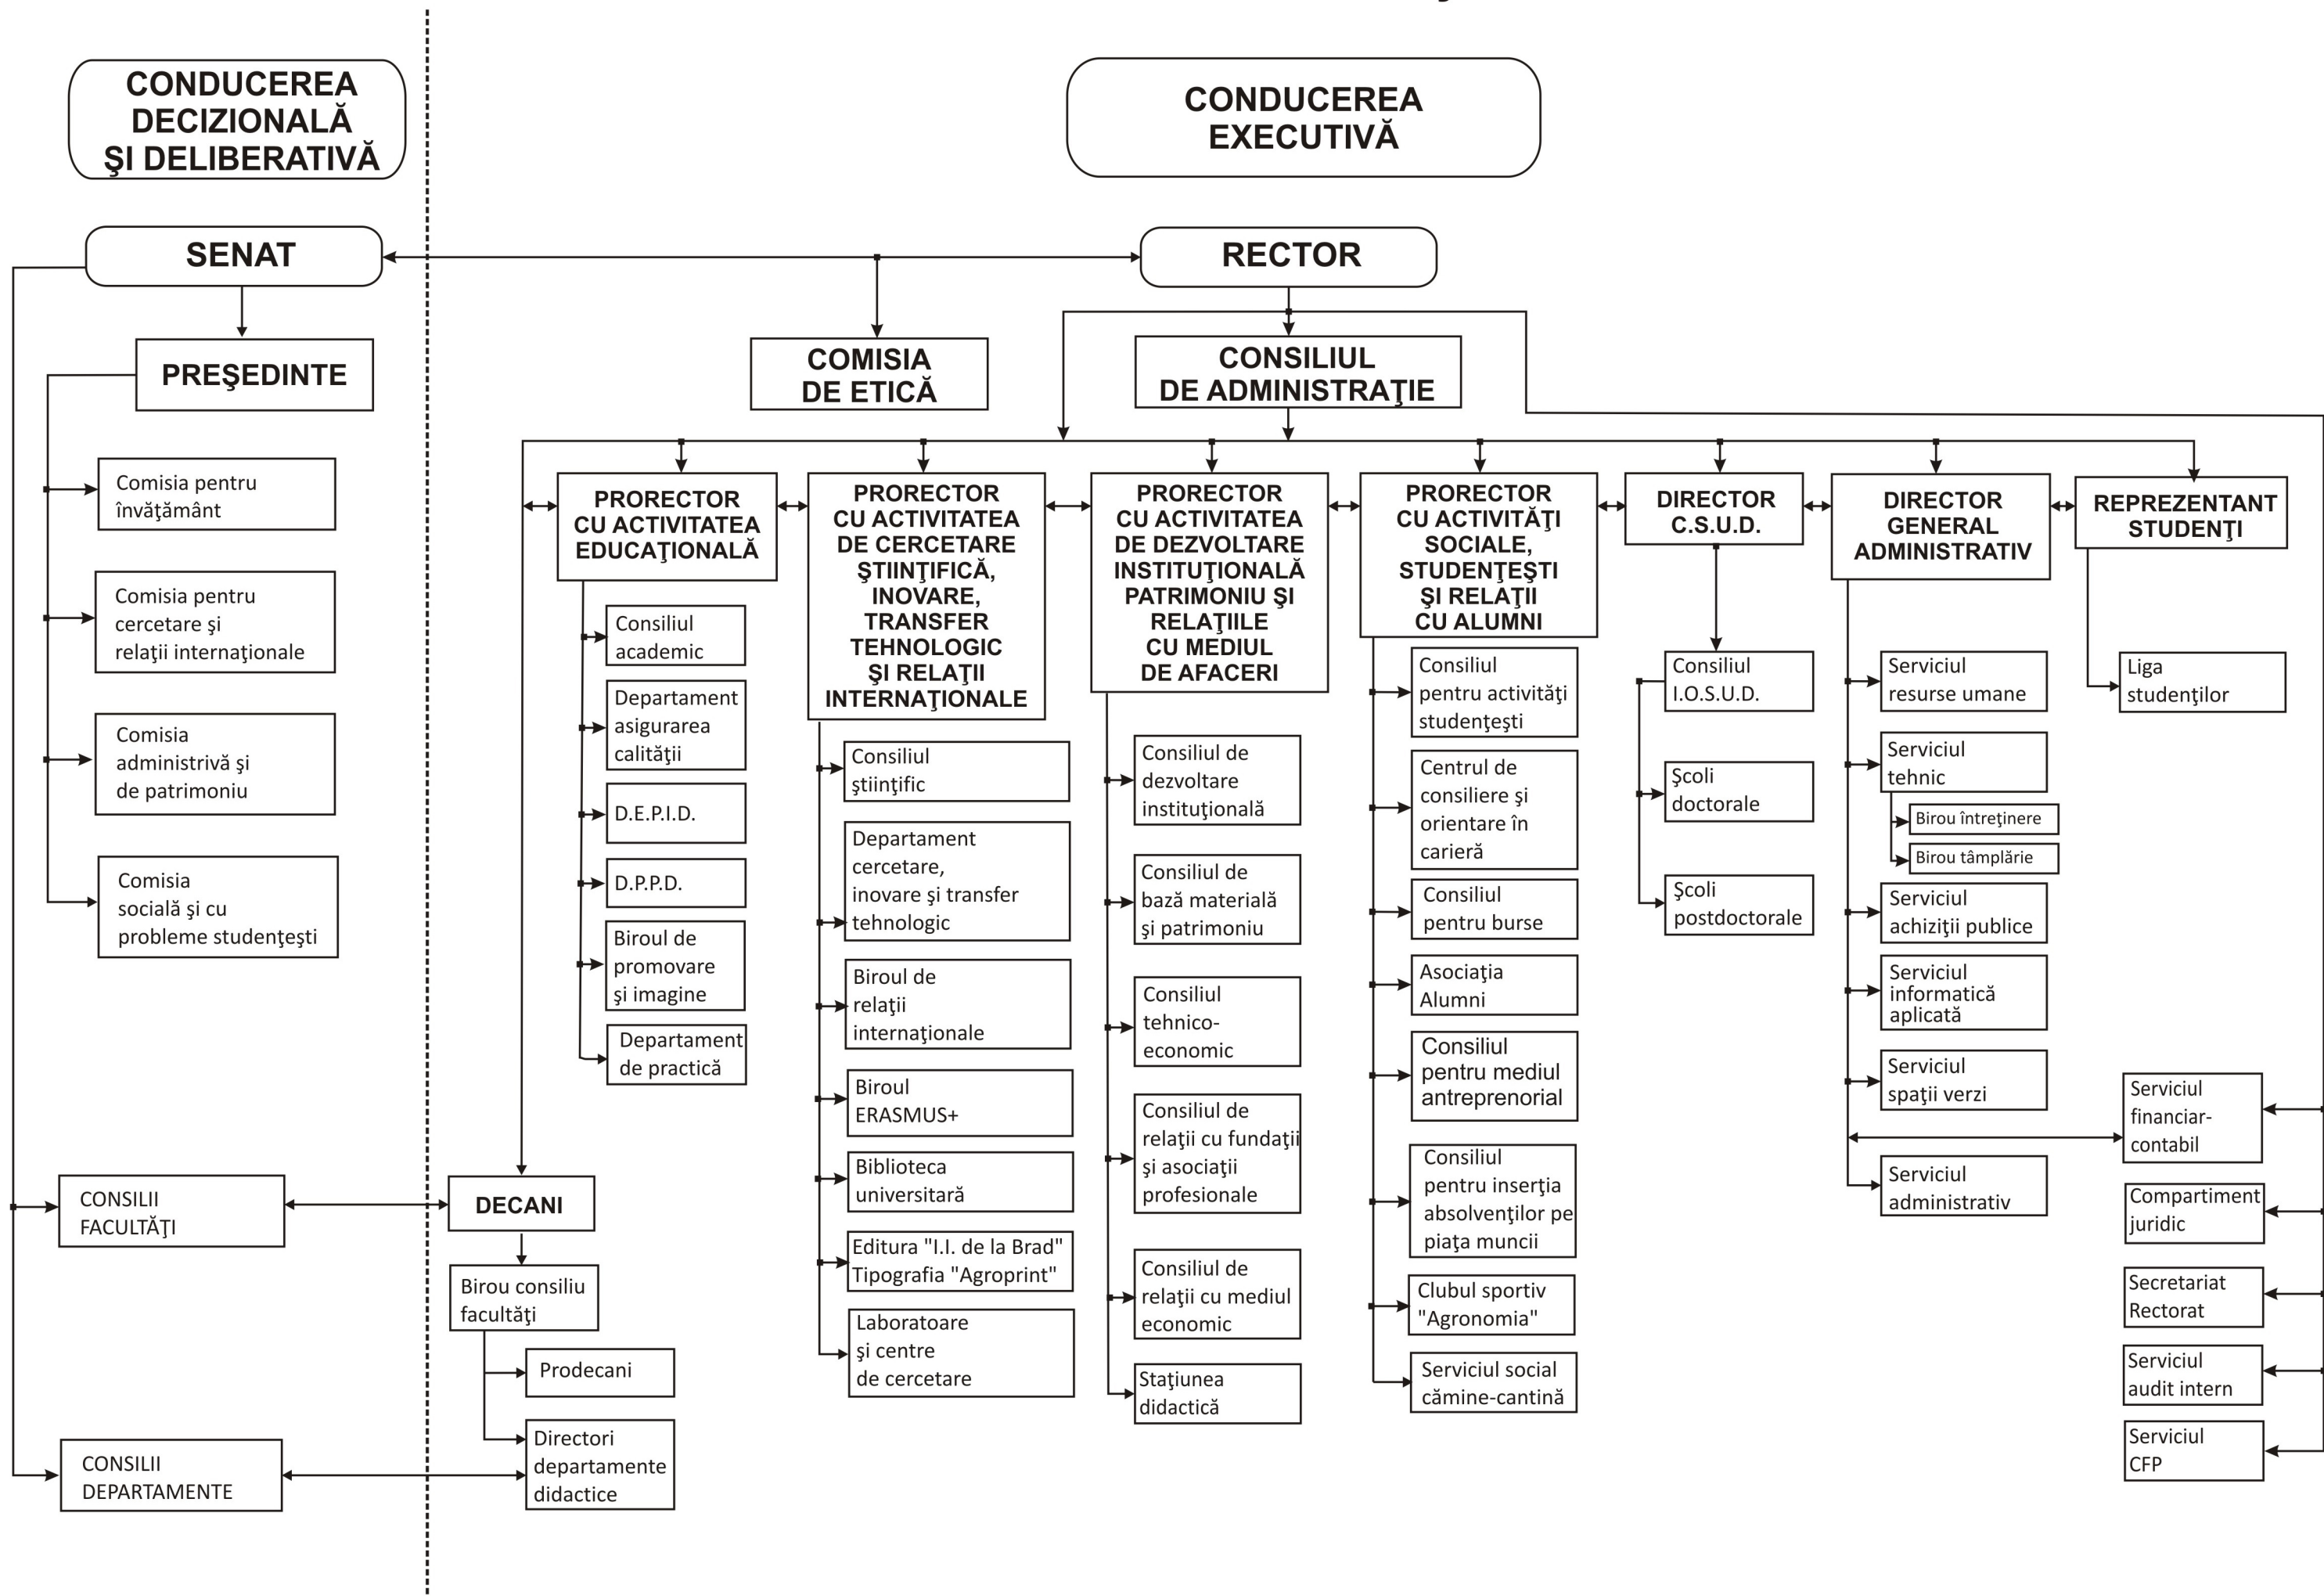 CONDUCEREA
DECIZIONALĂ
ŞI DELIBERATIVĂ
CONDUCEREA
EXECUTIVĂ
SENAT
RECTOR
PREŞEDINTE
COMISIA
DE ETICĂ
CONSILIUL
DE ADMINISTRAŢIE
Comisia pentru
învăţământ
Comisia pentru
cercetare şi
relaţii internaţionale
Comisia
administrivă şi
de patrimoniu
Comisia
socială şi cu
probleme studenţeşti
CONSILII
FACULTĂŢI
CONSILII
DEPARTAMENTE
DECANI
Birou consiliu
facultăţi
Prodecani
Directori
departamente
didactice
PRORECTOR
CU ACTIVITATEA
EDUCAŢIONALĂ
Consiliul
academic
Departament
asigurarea
calităţii
D.E.P.I.D.
D.P.P.D.
Biroul de
promovare
şi imagine
Departament
de practică
PRORECTOR
CU ACTIVITATEA
DE CERCETARE
ŞTIINŢIFICĂ,
INOVARE,
TRANSFER
TEHNOLOGIC
ŞI RELAŢII
INTERNAŢIONALE
Consiliul
ştiinţific
Departament
cercetare,
inovare şi transfer
tehnologic
Biroul de
relaţii
internaţionale
Biroul
ERASMUS+
Biblioteca
universitară
Editura "I.I. de la Brad"
Tipografia "Agroprint"
Laboratoare
şi centre
de cercetare
PRORECTOR
CU ACTIVITATEA
DE DEZVOLTARE
INSTITUŢIONALĂ
PATRIMONIU ŞI
RELAŢIILE
CU MEDIUL
DE AFACERI
Consiliul de
dezvoltare
instituţională
Consiliul de
bază materială
şi patrimoniu
Consiliul
tehnico-
economic
Consiliul de
relaţii cu fundaţii
şi asociaţii
profesionale
Consiliul de
relaţii cu mediul
economic
Staţiunea
didactică
PRORECTOR
CU ACTIVITĂŢI
SOCIALE,
STUDENŢEŞTI
ŞI RELAŢII
CU ALUMNI
Consiliul
pentru activităţi
studenţeşti
Centrul de
consiliere şi
orientare în
carieră
Consiliul
pentru burse
Asociaţia
Alumni
Consiliul
pentru mediul
antreprenorial
Consiliul
pentru inserţia
absolvenţilor pe
piaţa muncii
Clubul sportiv
"Agronomia"
Serviciul social
cămine-cantină
DIRECTOR
C.S.U.D.
Consiliul
I.O.S.U.D.
Şcoli
doctorale
Şcoli
postdoctorale
DIRECTOR
GENERAL
ADMINISTRATIV
Serviciul
resurse umane
Serviciul
tehnic
Birou întreţinere
Birou tâmplărie
Serviciul
achiziţii publice
Serviciul
informatică
aplicată
Serviciul
spaţii verzi
Serviciul
administrativ
REPREZENTANT
STUDENŢI
Liga
studenţilor
Serviciul
financiar-
contabil
Compartiment
juridic
Secretariat
Rectorat
Serviciul
audit intern
Serviciul
CFP